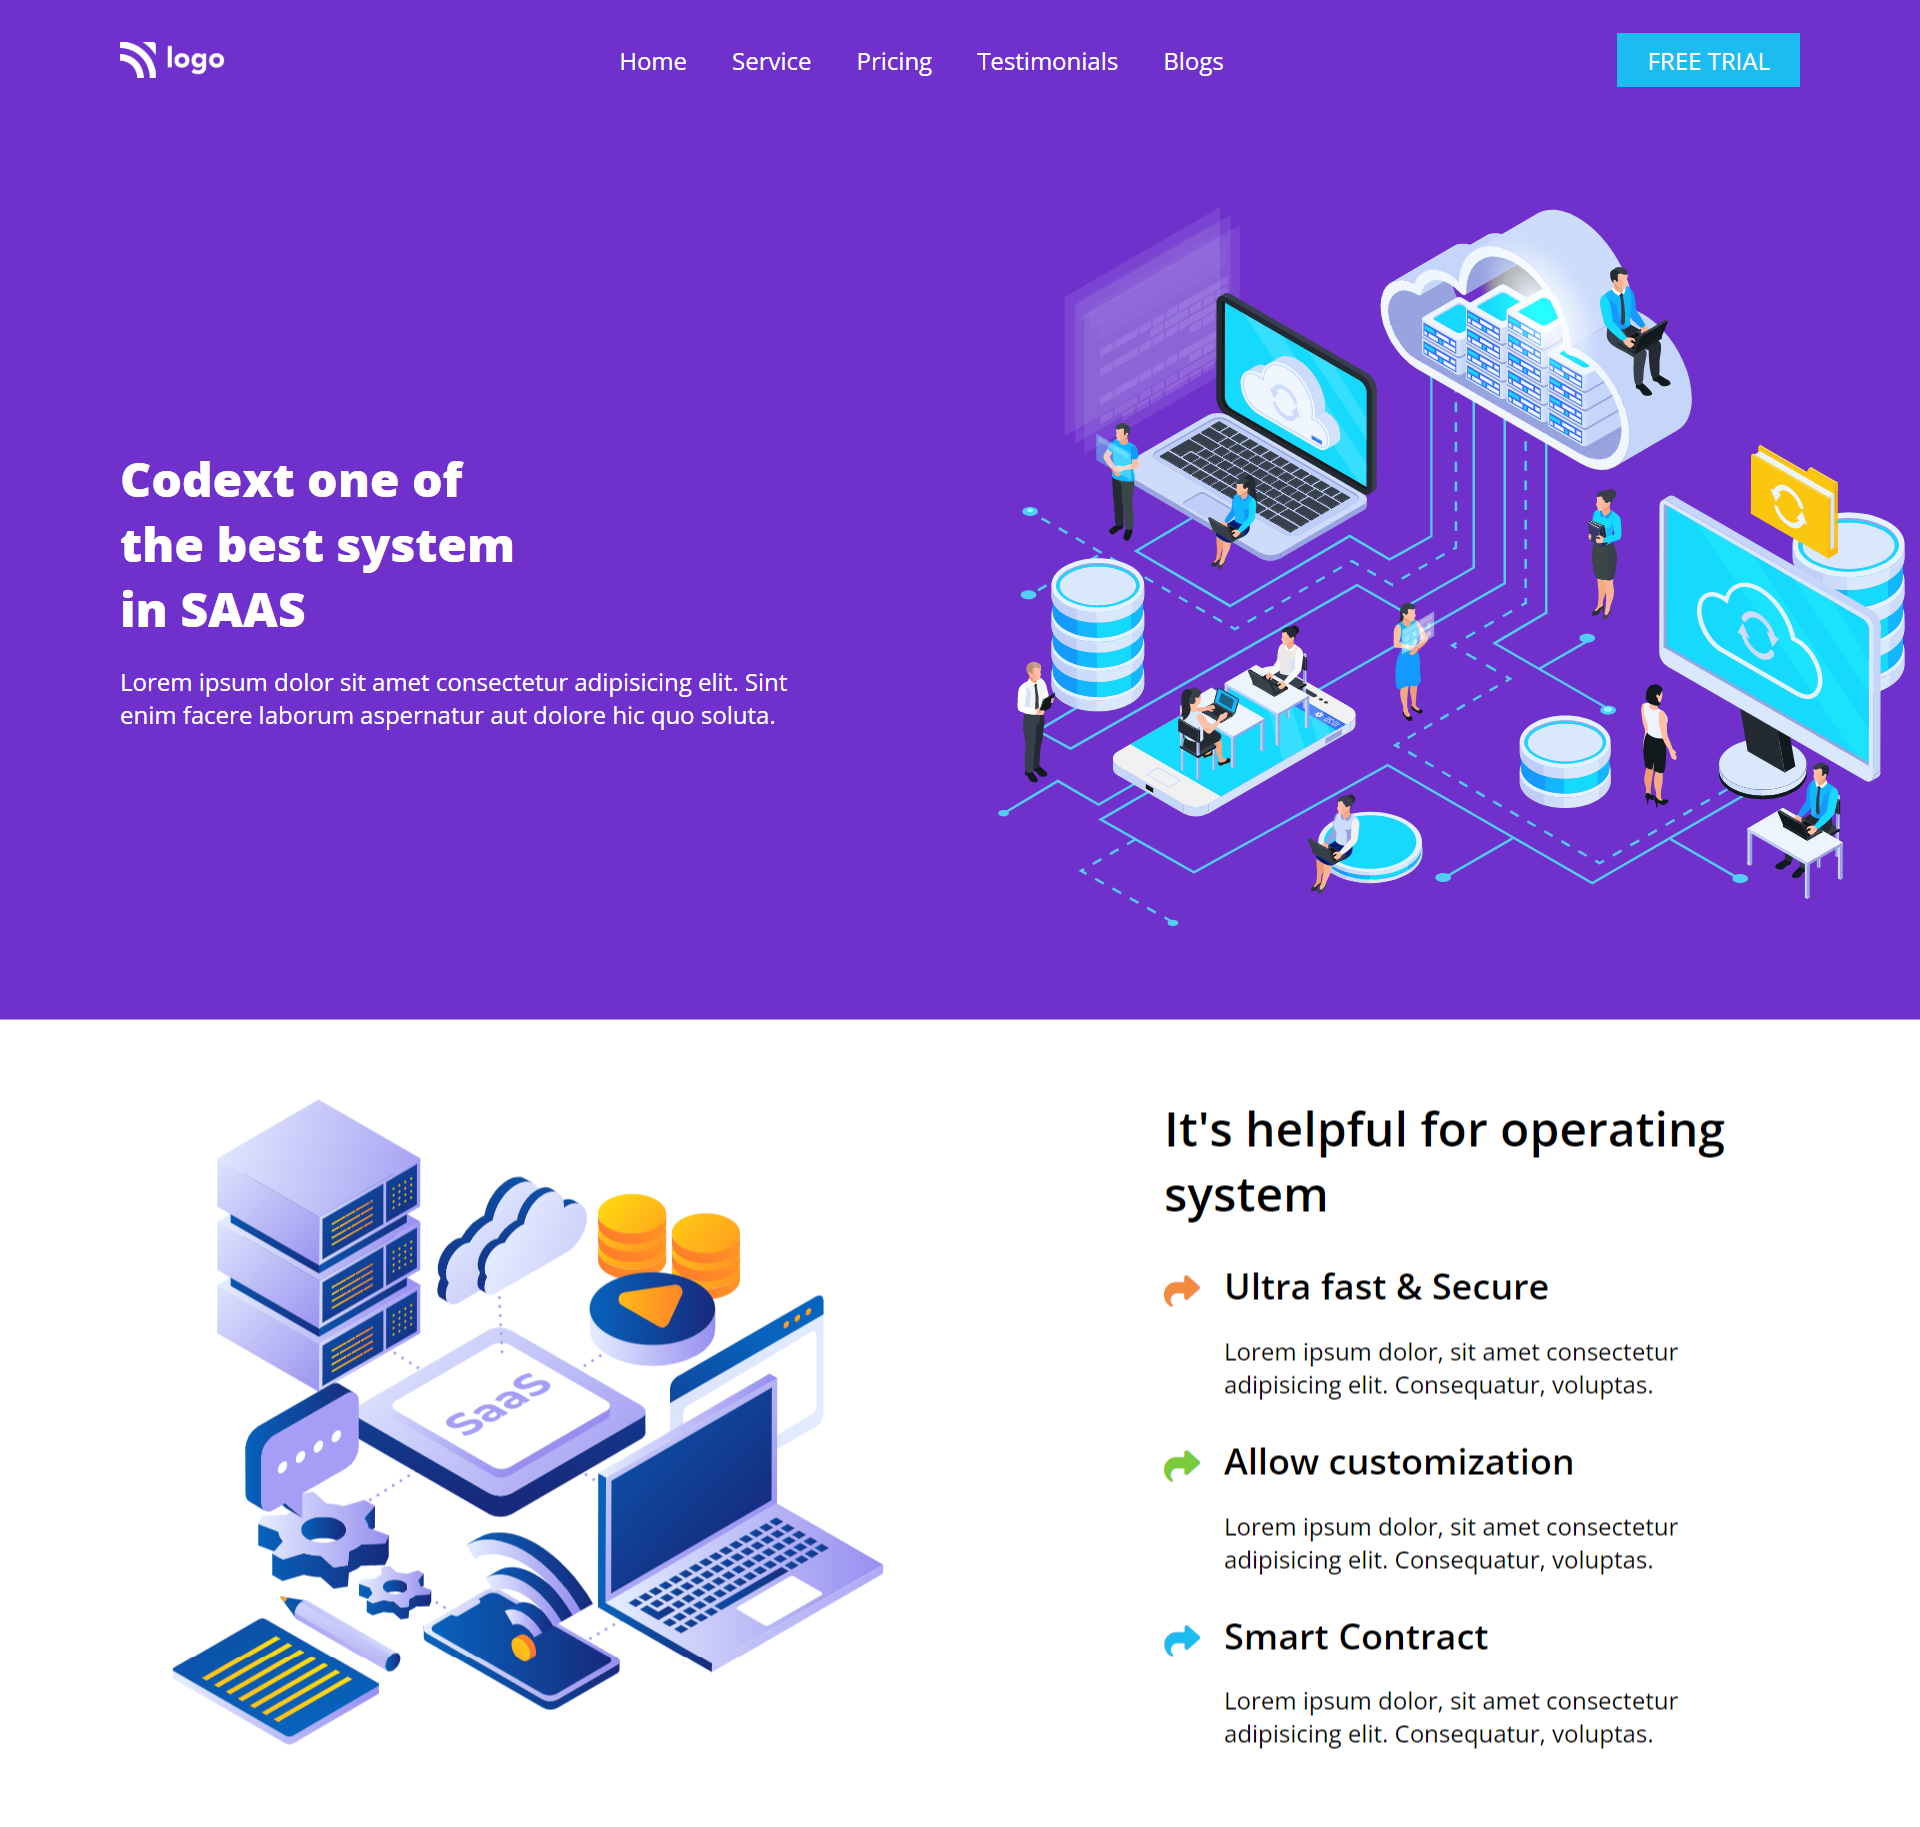 logo
Home Service Pricing Testimonials Blogs
FREE TRIAL
Codext one of
the best system
in SAAS
Lorem ipsum dolor sit amet consectetur adipisicing elit. Sint
enim facere laborum aspernatur aut dolore hic quo soluta.
SaaS
It's helpful for operating
system
Ultra fast & Secure
Lorem ipsum dolor, sit amet consectetur
adipisicing elit. Consequatur, voluptas.
Allow customization
Lorem ipsum dolor, sit amet consectetur
adipisicing elit. Consequatur, voluptas.
Smart Contract
Lorem ipsum dolor, sit amet consectetur
adipisicing elit. Consequatur, voluptas.